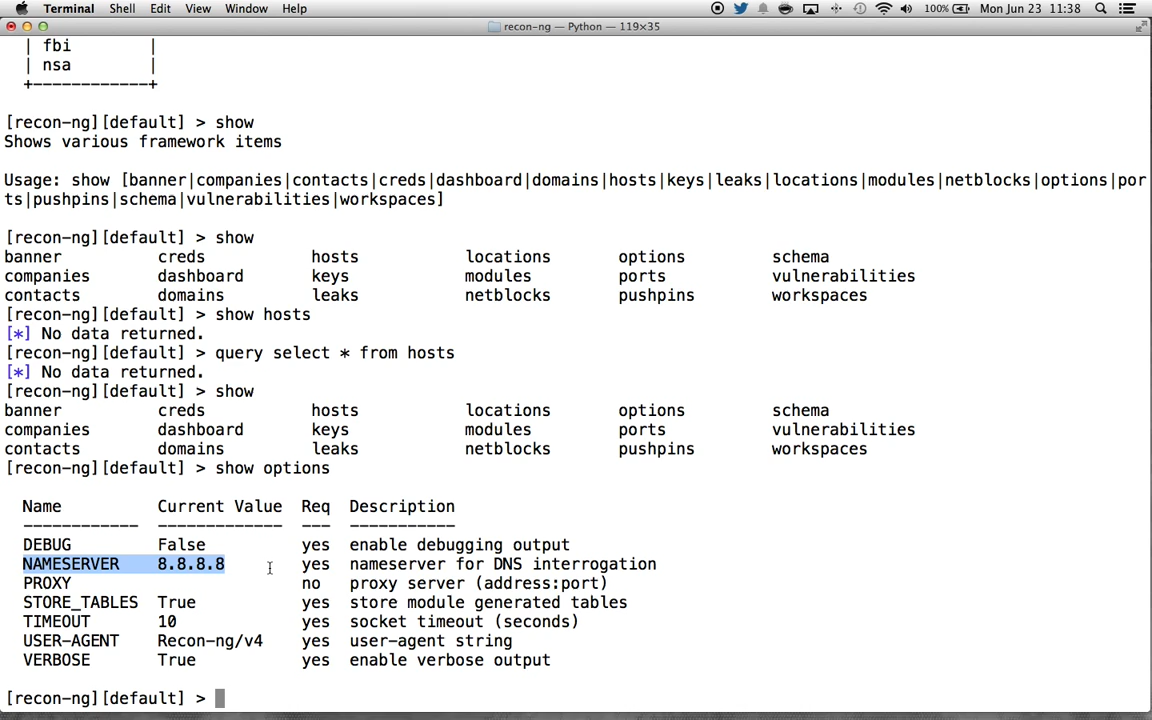 Terminal Shell Edit View Window Help 100% Mon Jun 23 11:38
recon-ng — Python — 119×35
| fbi        |
| nsa        |
+------------+
[recon-ng][default] > show
Shows various framework items
Usage: show [banner|companies|contacts|creds|dashboard|domains|hosts|keys|leaks|locations|modules|netblocks|options|por
ts|pushpins|schema|vulnerabilities|workspaces]
[recon-ng][default] > show
banner creds hosts locations options schema
companies dashboard keys modules ports vulnerabilities
contacts domains leaks netblocks pushpins workspaces
[recon-ng][default] > show hosts
[*] No data returned.
[recon-ng][default] > query select * from hosts
[*] No data returned.
[recon-ng][default] > show
banner creds hosts locations options schema
companies dashboard keys modules ports vulnerabilities
contacts domains leaks netblocks pushpins workspaces
[recon-ng][default] > show options
Name Current Value Req Description
------------ ------------- --- -----------
DEBUG False yes enable debugging output
NAMESERVER 8.8.8.8 yes nameserver for DNS interrogation
PROXY no proxy server (address:port)
STORE_TABLES True yes store module generated tables
TIMEOUT 10 yes socket timeout (seconds)
USER-AGENT Recon-ng/v4 yes user-agent string
VERBOSE True yes enable verbose output
[recon-ng][default] >